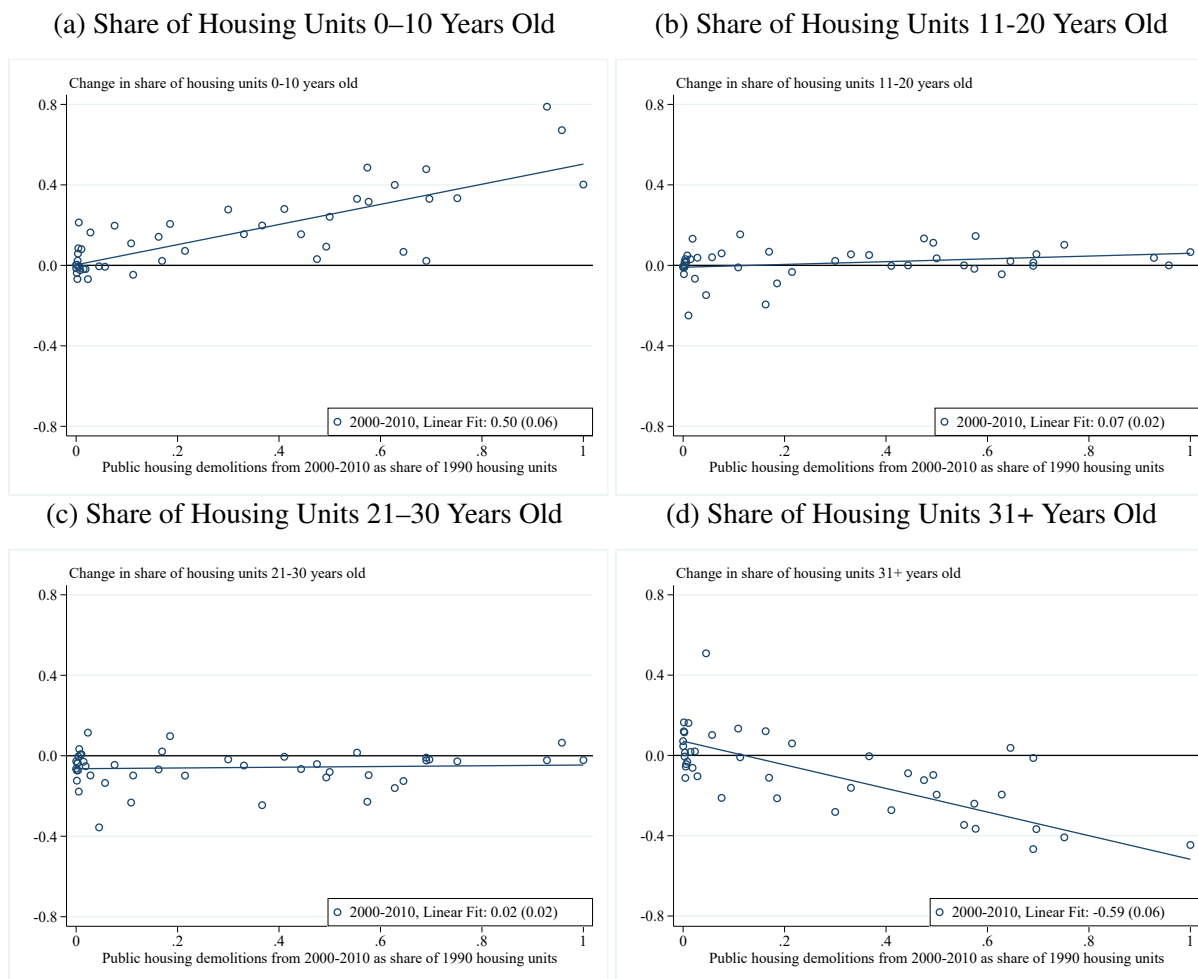 (a) Share of Housing Units 0–10 Years Old
Change in share of housing units 0-10 years old
0.8
0.4
0.0
-0.4
-0.8
2000-2010, Linear Fit: 0.50 (0.06)
0 .2 .4 .6 .8 1
Public housing demolitions from 2000-2010 as share of 1990 housing units
(b) Share of Housing Units 11-20 Years Old
Change in share of housing units 11-20 years old
0.8
0.4
0.0
-0.4
-0.8
2000-2010, Linear Fit: 0.07 (0.02)
0 .2 .4 .6 .8 1
Public housing demolitions from 2000-2010 as share of 1990 housing units
(c) Share of Housing Units 21–30 Years Old
Change in share of housing units 21-30 years old
0.8
0.4
0.0
-0.4
-0.8
2000-2010, Linear Fit: 0.02 (0.02)
0 .2 .4 .6 .8 1
Public housing demolitions from 2000-2010 as share of 1990 housing units
(d) Share of Housing Units 31+ Years Old
Change in share of housing units 31+ years old
0.8
0.4
0.0
-0.4
-0.8
2000-2010, Linear Fit: -0.59 (0.06)
0 .2 .4 .6 .8 1
Public housing demolitions from 2000-2010 as share of 1990 housing units